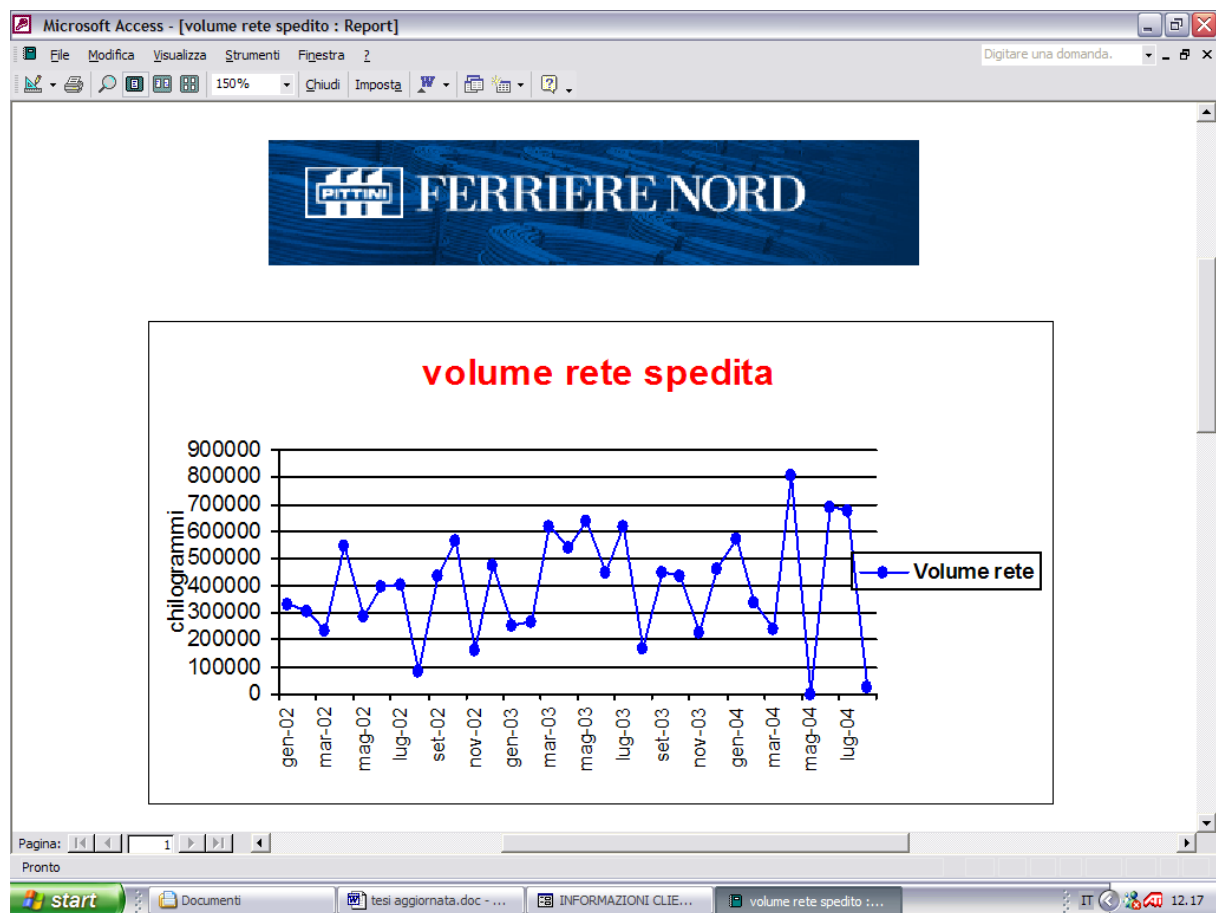 Microsoft Access - [volume rete spedito : Report]
File Modifica Visualizza Strumenti Finestra ?
Digitare una domanda.
150% Chiudi Imposta
PITTINI
FERRIERE NORD
volume rete spedita
chilogrammi
900000
800000
700000
600000
500000
400000
300000
200000
100000
0
gen-02
mar-02
mag-02
lug-02
set-02
nov-02
gen-03
mar-03
mag-03
lug-03
set-03
nov-03
gen-04
mar-04
mag-04
lug-04
Volume rete
Pagina: 1
Pronto
start
Documenti
tesi aggiornata.doc - ...
INFORMAZIONI CLIE...
volume rete spedito :...
IT
12.17